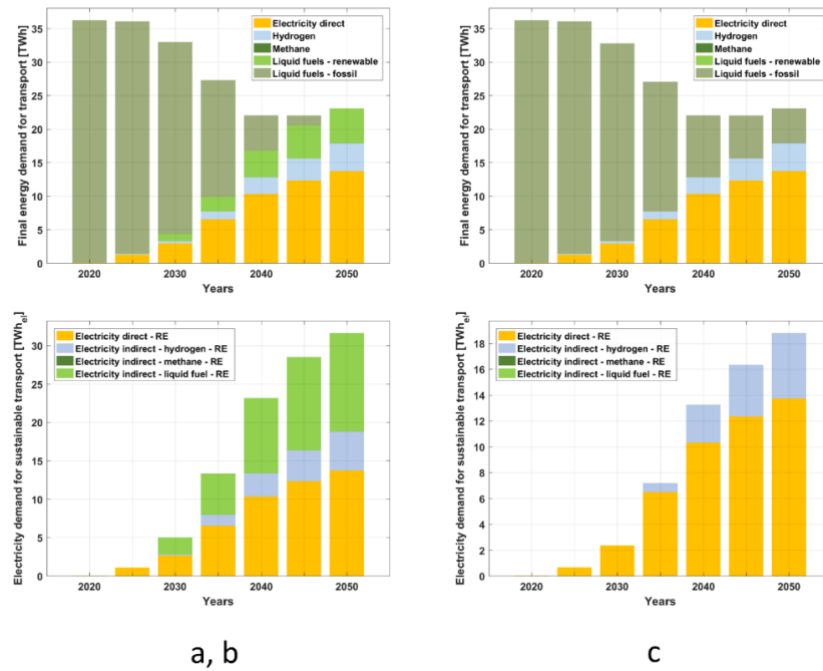 Final energy demand for transport [TWh]
35
30
25
20
15
10
5
0
Electricity direct
Hydrogen
Methane
Liquid fuels - renewable
Liquid fuels - fossil
2020 2030 2040 2050
Years
Final energy demand for transport [TWh]
35
30
25
20
15
10
5
0
Electricity direct
Hydrogen
Methane
Liquid fuels - renewable
Liquid fuels - fossil
2020 2030 2040 2050
Years
Electricity demand for sustainable transport [TWhel]
30
25
20
15
10
5
0
Electricity direct - RE
Electricity indirect - hydrogen - RE
Electricity indirect - methane - RE
Electricity indirect - liquid fuel - RE
2020 2030 2040 2050
Years
Electricity demand for sustainable transport [TWhel]
18
16
14
12
10
8
6
4
2
0
Electricity direct - RE
Electricity indirect - hydrogen - RE
Electricity indirect - methane - RE
Electricity indirect - liquid fuel - RE
2020 2030 2040 2050
Years
a, b
c